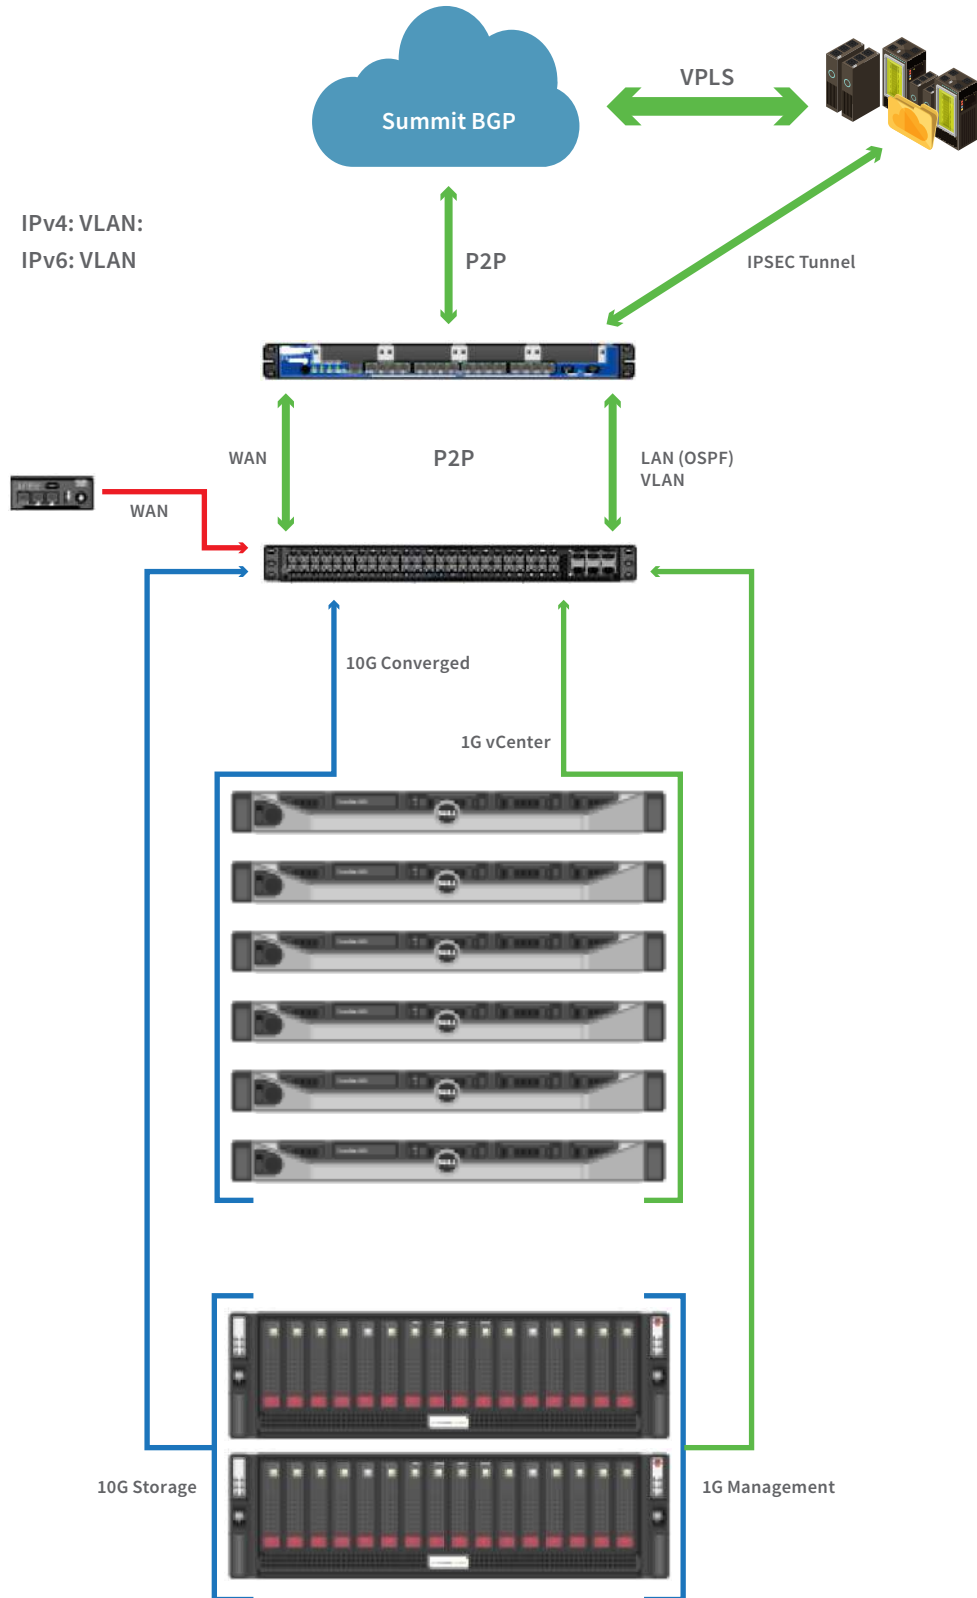 VPLS
Summit BGP
IPv4: VLAN:
IPv6: VLAN
P2P
IPSEC Tunnel
WAN
P2P
LAN (OSPF)
VLAN
WAN
10G Converged
1G vCenter
10G Storage
1G Management